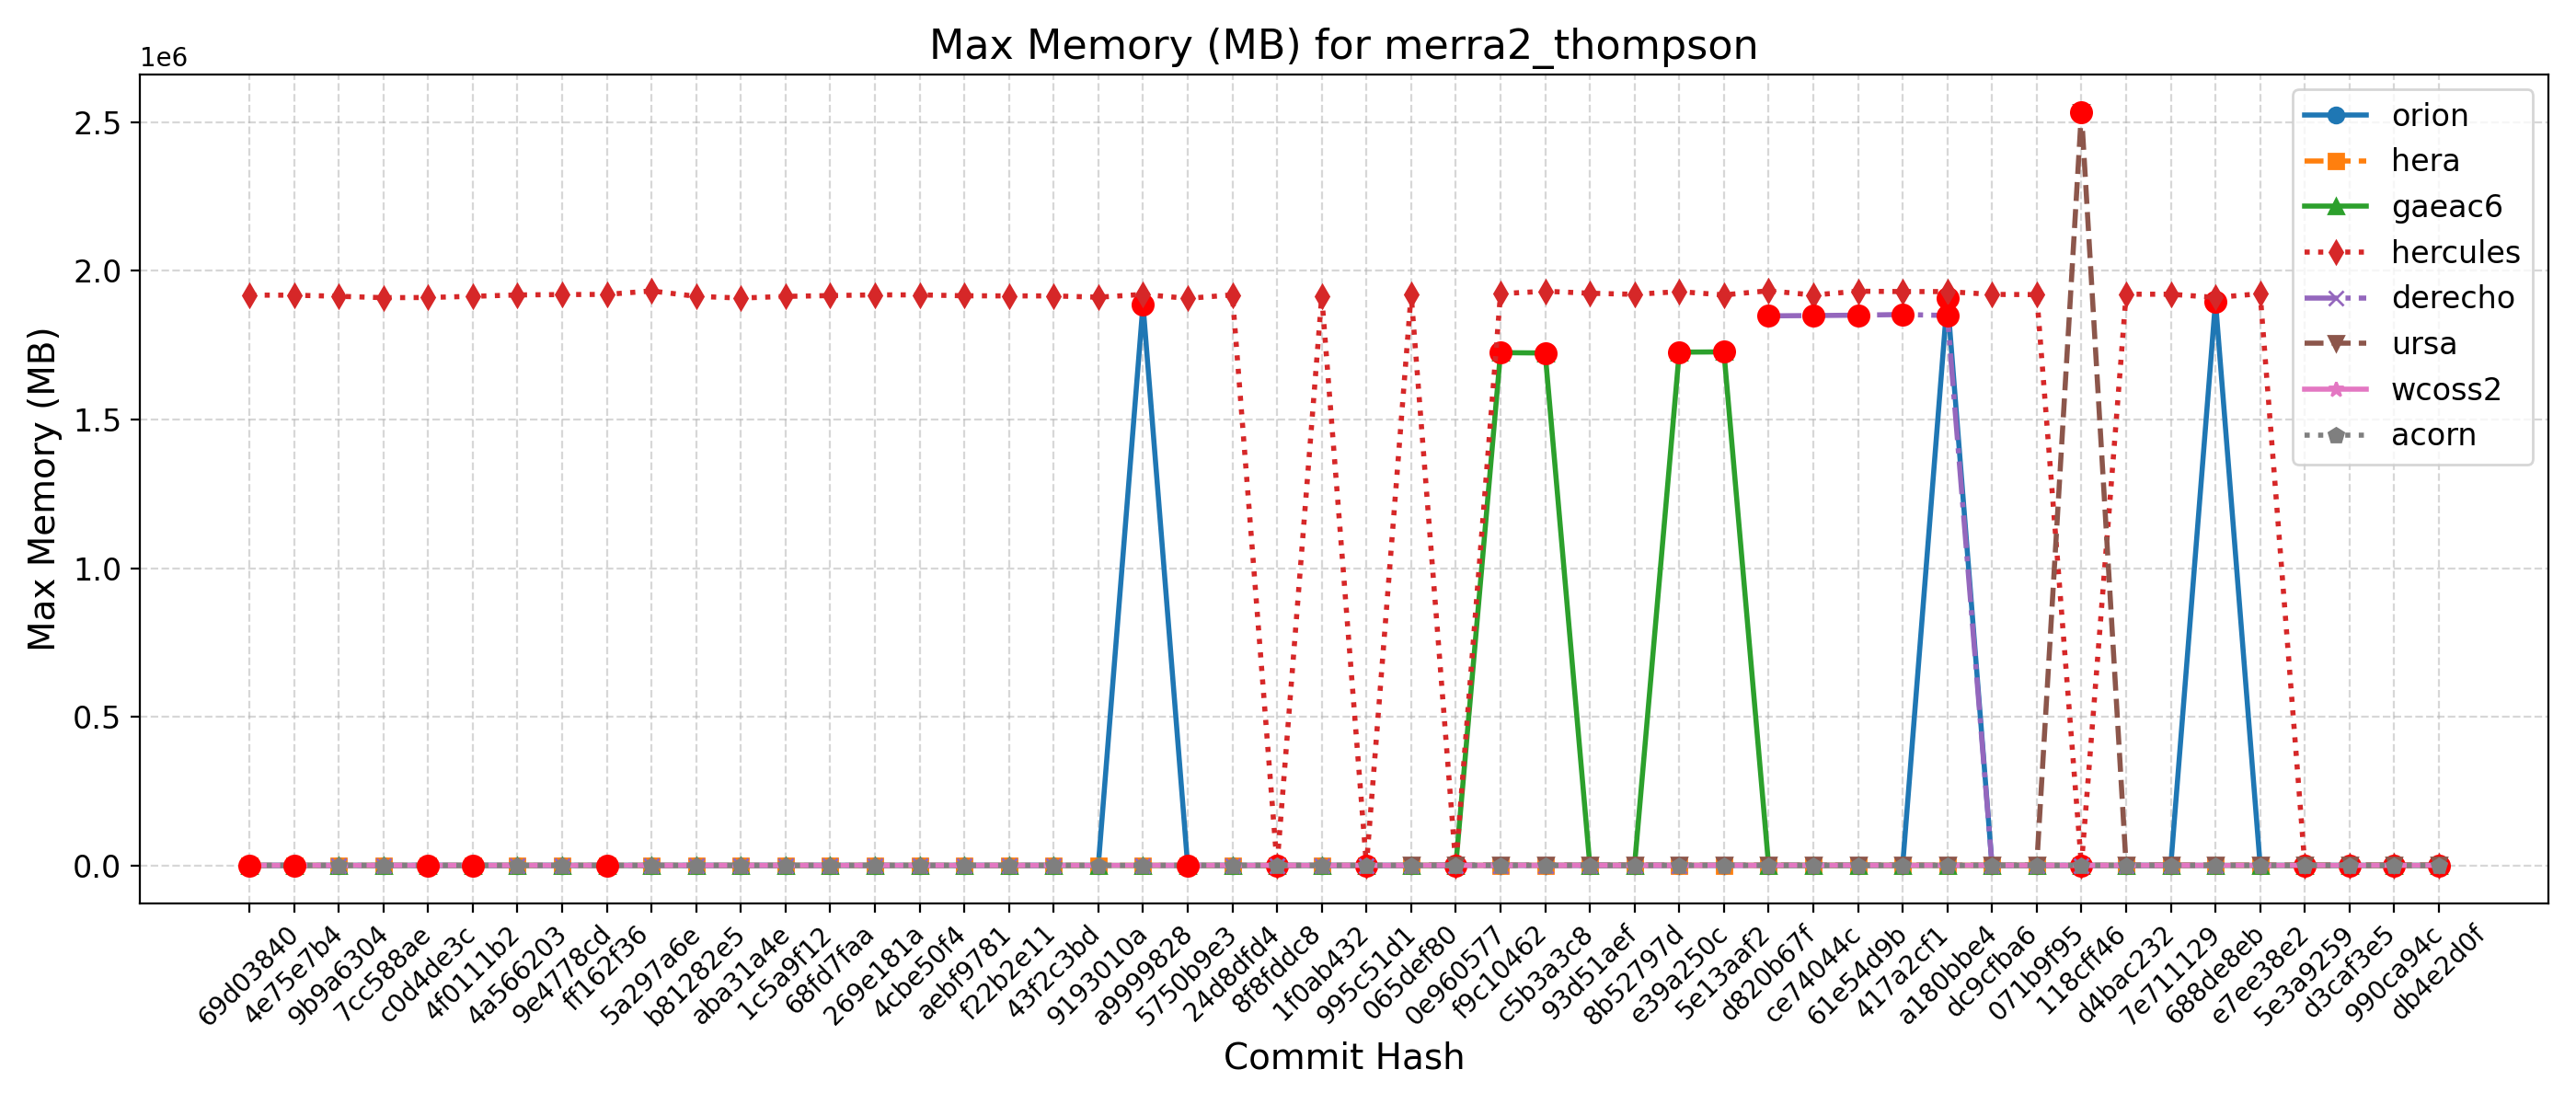 Max Memory (MB) for merra2_thompson
1e6
2.5
2.0
1.5
1.0
0.5
0.0
Max Memory (MB)
orion
hera
gaeac6
hercules
derecho
ursa
wcoss2
acorn
69d03840
4e75e7b4
9b9a6304
7cc588ae
c0d4de3c
4f0111b2
4a566203
9e4778cd
ff162f36
5a297a6e
b81282e5
aba31a4e
1c5a9f12
68fd7faa
269e181a
4cbe50f4
aebf9781
f22b2e11
43f2c3bd
9193010a
a9999828
5750b9e3
24d8dfd4
8f8fddc8
1f0ab432
995c51d1
065def80
0e960577
f9c10462
c5b3a3c8
93d51aef
8b52797d
e39a250c
5e13aaf2
d820b67f
ce74044c
61e54d9b
417a2cf1
a180bbe4
dc9cfba6
071b9f95
118cff46
d4bac232
7e711129
688de8eb
e7ee38e2
5e3a9259
d3caf3e5
990ca94c
db4e2d0f
Commit Hash